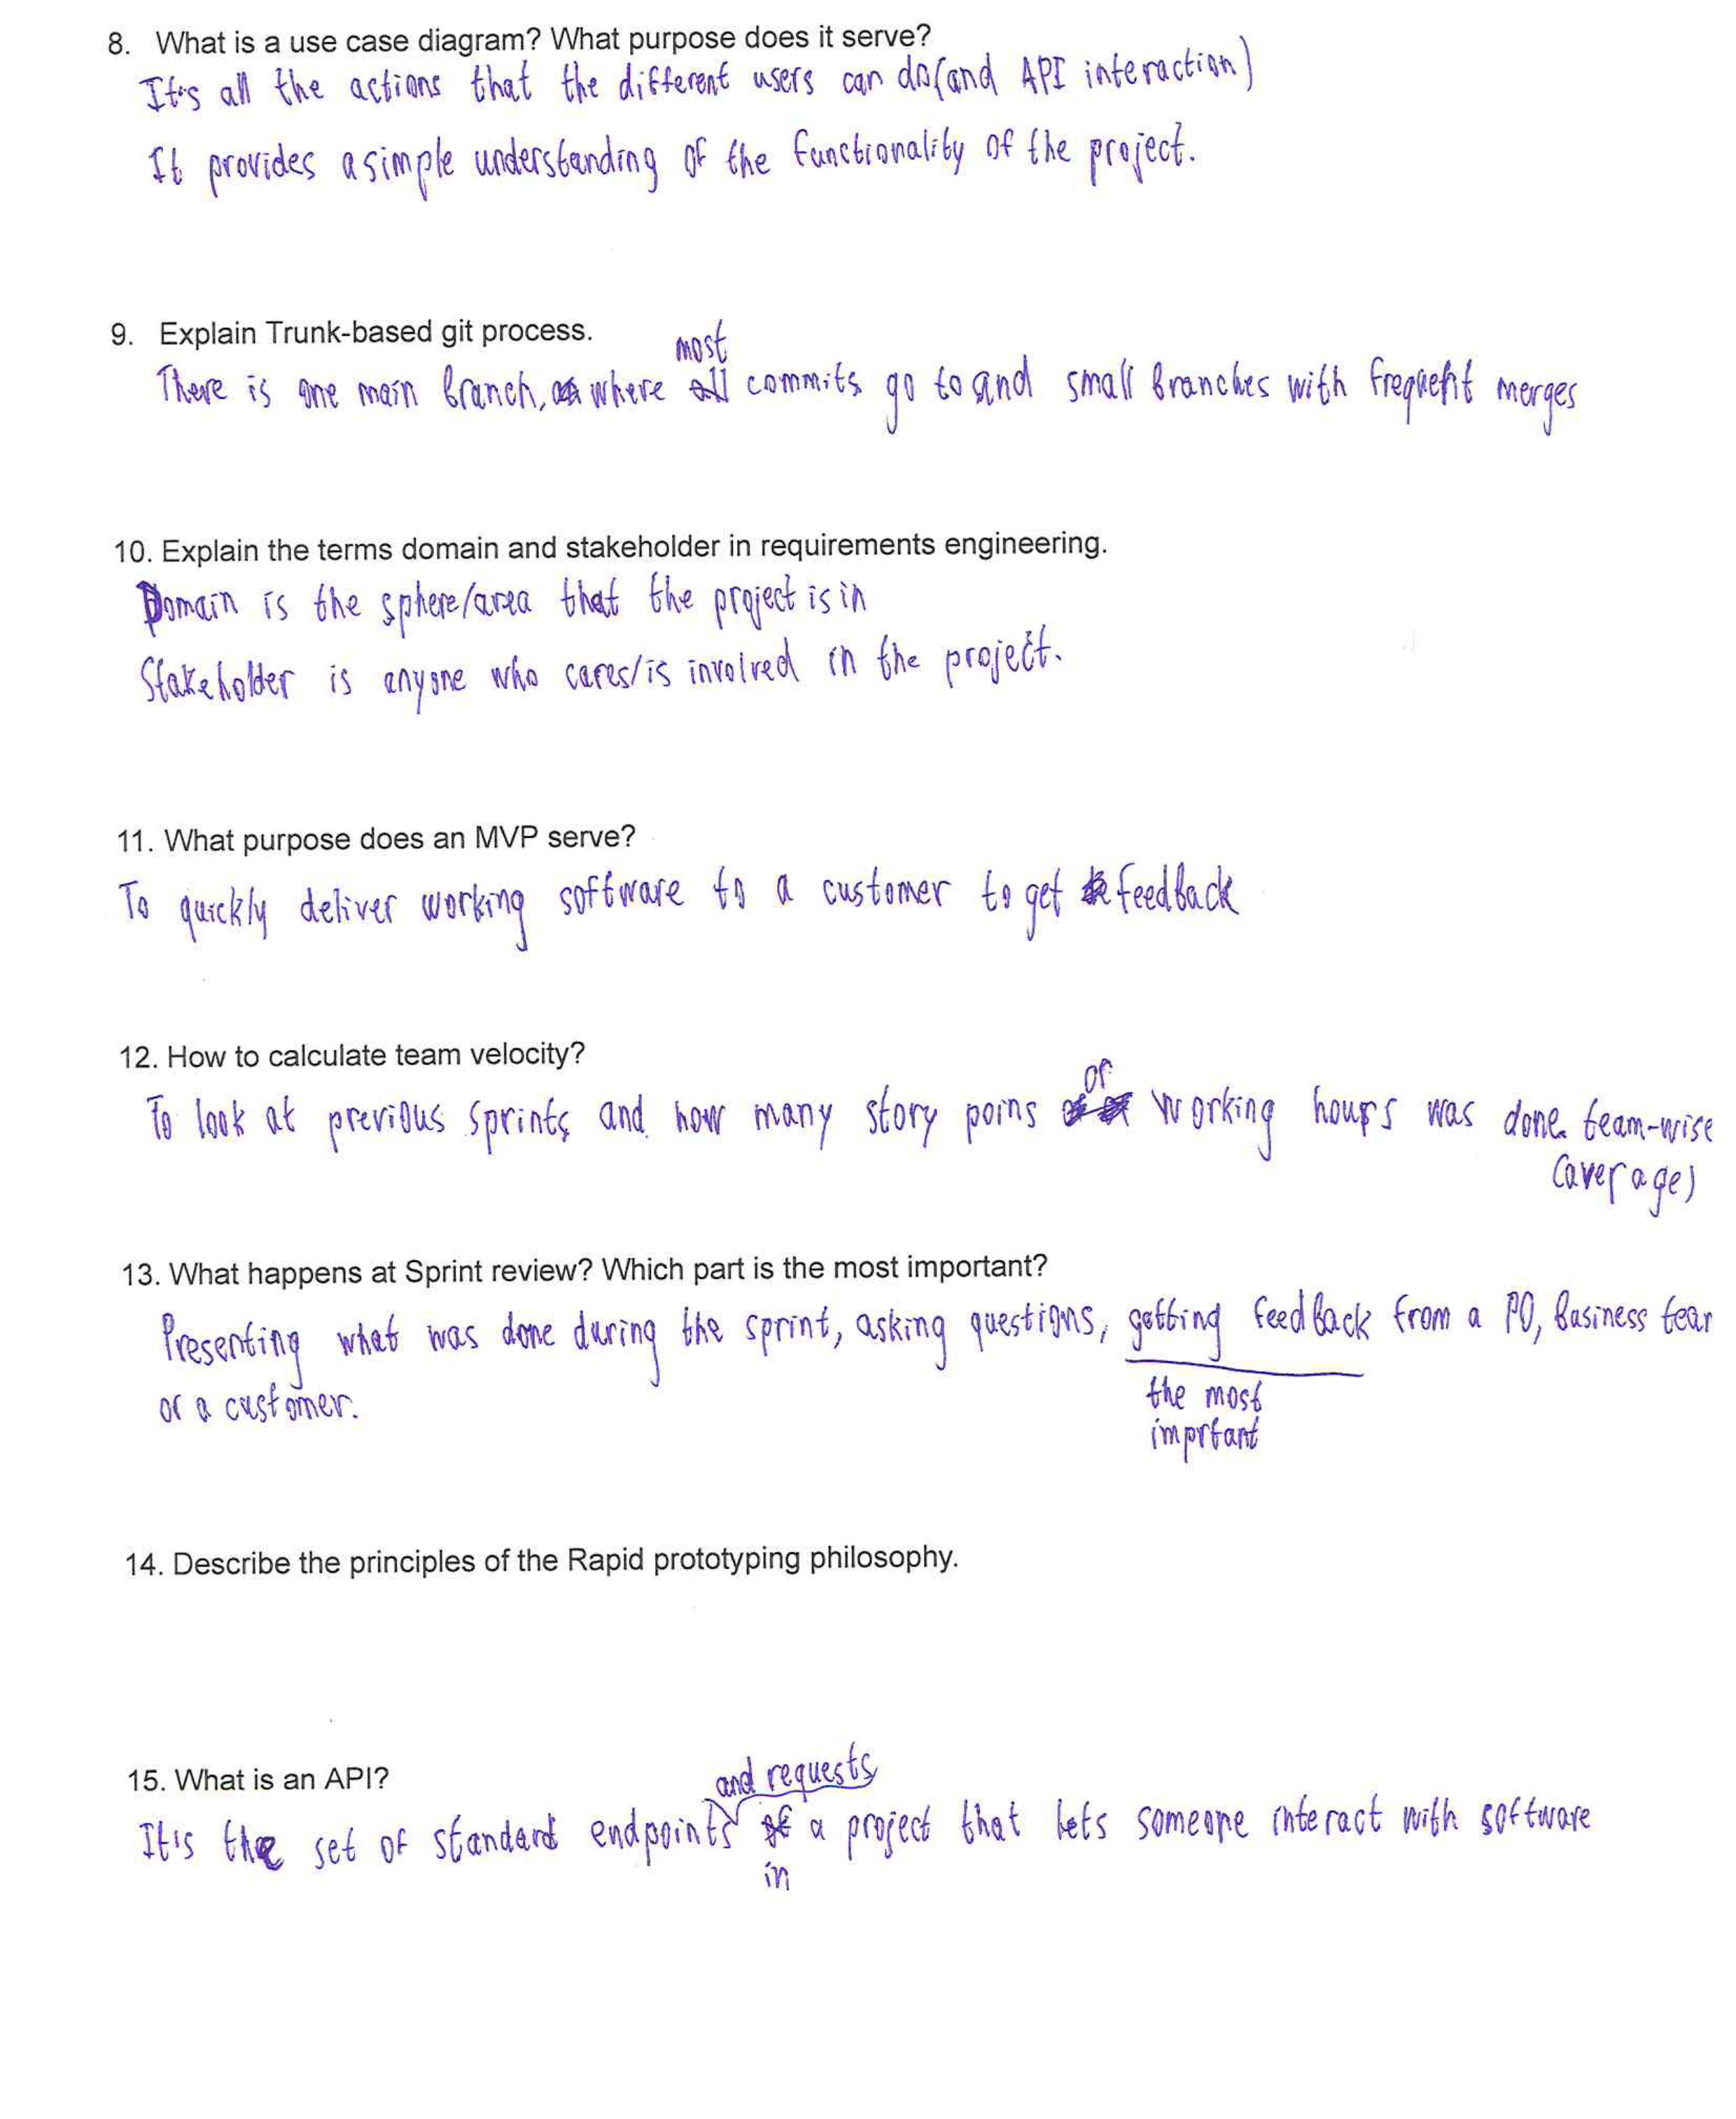 8. What is a use case diagram? What purpose does it serve?
It's all the actions that the different users can do (and API interaction)
It provides a simple understanding of the functionality of the project.
9. Explain Trunk-based git process.
most
There is one main branch, where all commits go to and small branches with frequent merges
10. Explain the terms domain and stakeholder in requirements engineering.
Domain is the sphere/area that the project is in
Stakeholder is anyone who cares/is involved in the project.
11. What purpose does an MVP serve?
To quickly deliver working software to a customer to get feedback
12. How to calculate team velocity?
or
To look at previous sprints and how many story poins working hours was done team-wise
(average)
13. What happens at Sprint review? Which part is the most important?
Presenting what was done during the sprint, asking questions, getting feedback from a PO, business tear
or a customer.
the most
imprtant
14. Describe the principles of the Rapid prototyping philosophy.
15. What is an API?
and requests
It's the set of standard endpoints of a project that lets someone interact with software
in